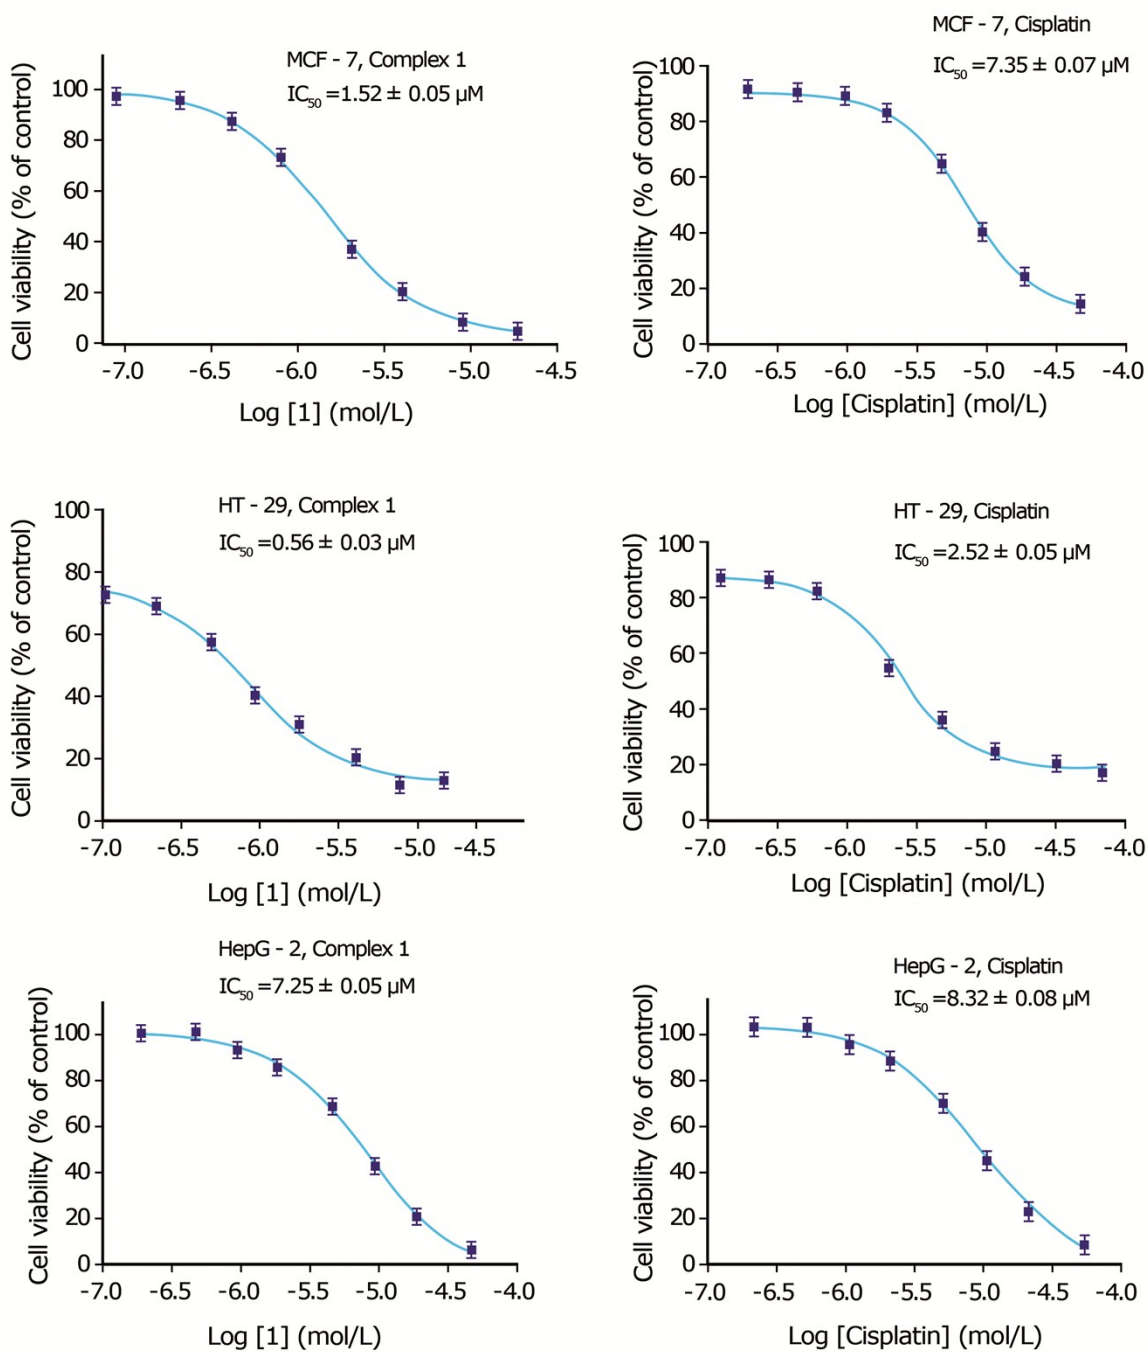 MCF - 7, Complex 1
IC50 =1.52 ± 0.05 µM
Cell viability (% of control)
100
80
60
40
20
0
-7.0 -6.5 -6.0 -5.5 -5.0 -4.5
Log [1] (mol/L)
MCF - 7, Cisplatin
IC50 =7.35 ± 0.07 µM
Cell viability (% of control)
100
80
60
40
20
0
-7.0 -6.5 -6.0 -5.5 -5.0 -4.5 -4.0
Log [Cisplatin] (mol/L)
HT - 29, Complex 1
IC50 =0.56 ± 0.03 µM
Cell viability (% of control)
100
80
60
40
20
0
-7.0 -6.5 -6.0 -5.5 -5.0 -4.5
Log [1] (mol/L)
HT - 29, Cisplatin
IC50 =2.52 ± 0.05 µM
Cell viability (% of control)
100
80
60
40
20
0
-7.0 -6.5 -6.0 -5.5 -5.0 -4.5 -4.0
Log [Cisplatin] (mol/L)
HepG - 2, Complex 1
IC50 =7.25 ± 0.05 µM
Cell viability (% of control)
100
80
60
40
20
0
-7.0 -6.5 -6.0 -5.5 -5.0 -4.5 -4.0
Log [1] (mol/L)
HepG - 2, Cisplatin
IC50 =8.32 ± 0.08 µM
Cell viability (% of control)
100
80
60
40
20
0
-7.0 -6.5 -6.0 -5.5 -5.0 -4.5 -4.0
Log [Cisplatin] (mol/L)